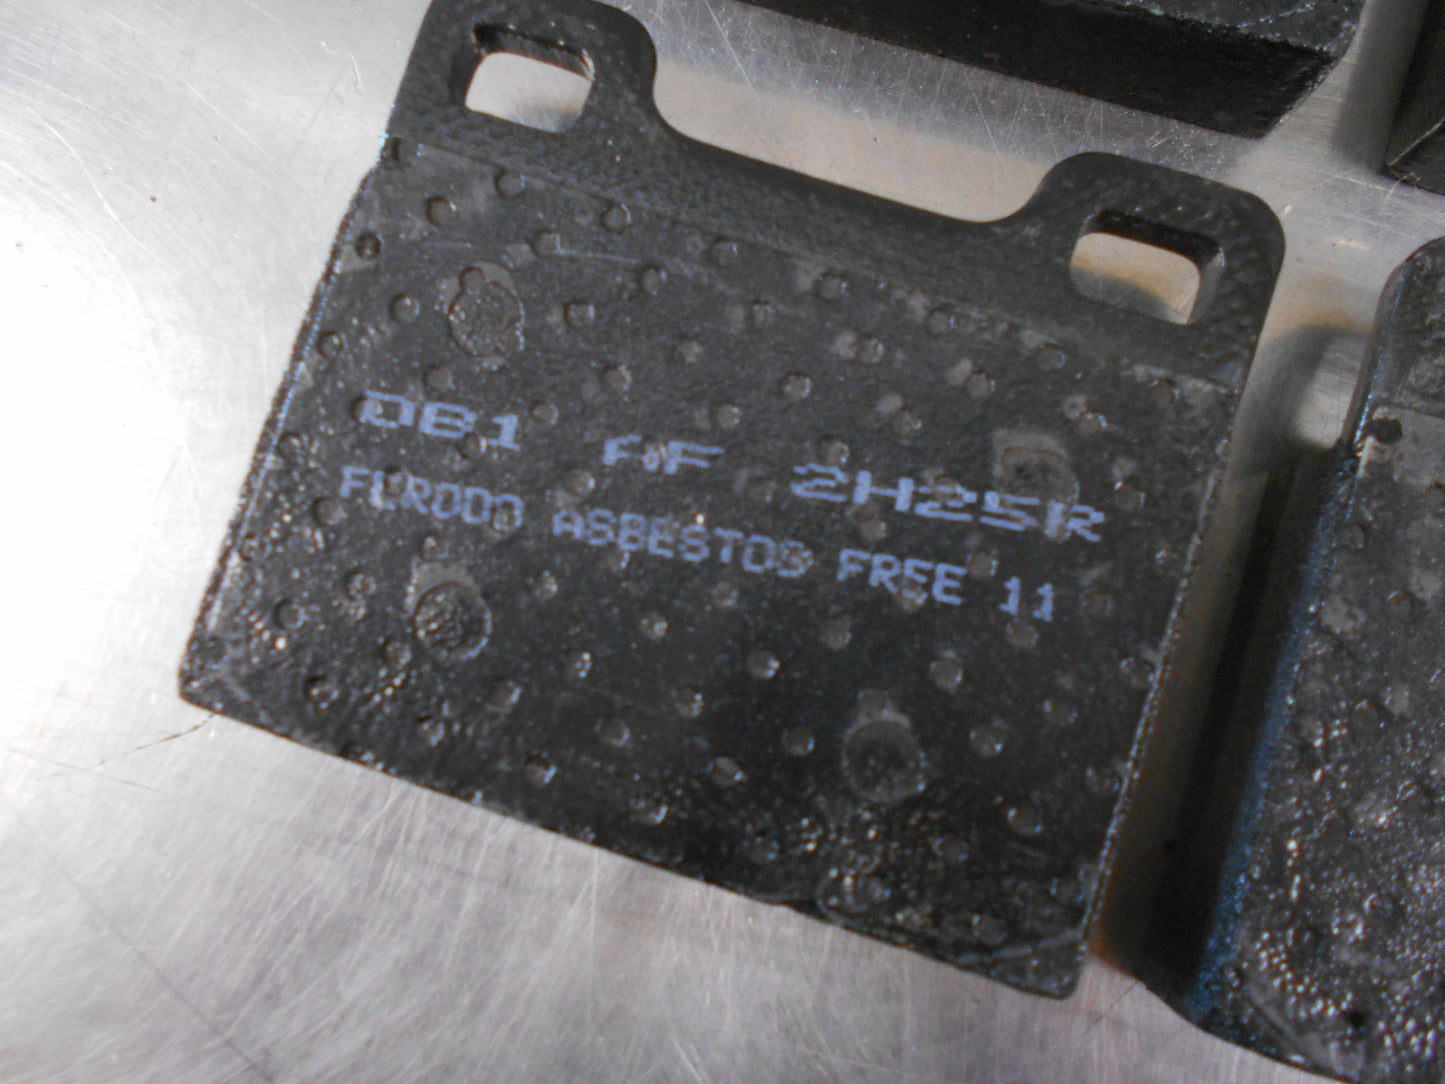 DB1 AF 2H25R
FERODO ASBESTOS FREE 11